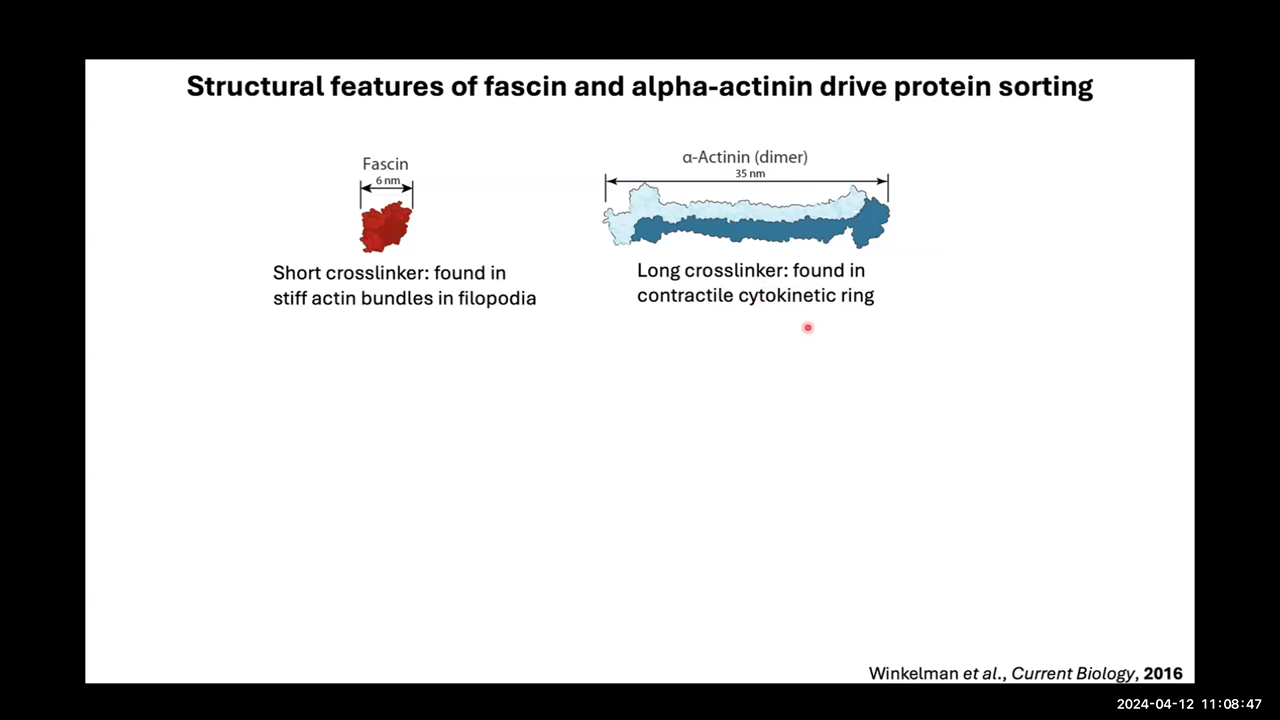 Structural features of fascin and alpha-actinin drive protein sorting
Fascin
6 nm
Short crosslinker: found in
stiff actin bundles in filopodia
α-Actinin (dimer)
35 nm
Long crosslinker: found in
contractile cytokinetic ring
Winkelman et al., Current Biology, 2016
2024-04-12 11:08:47